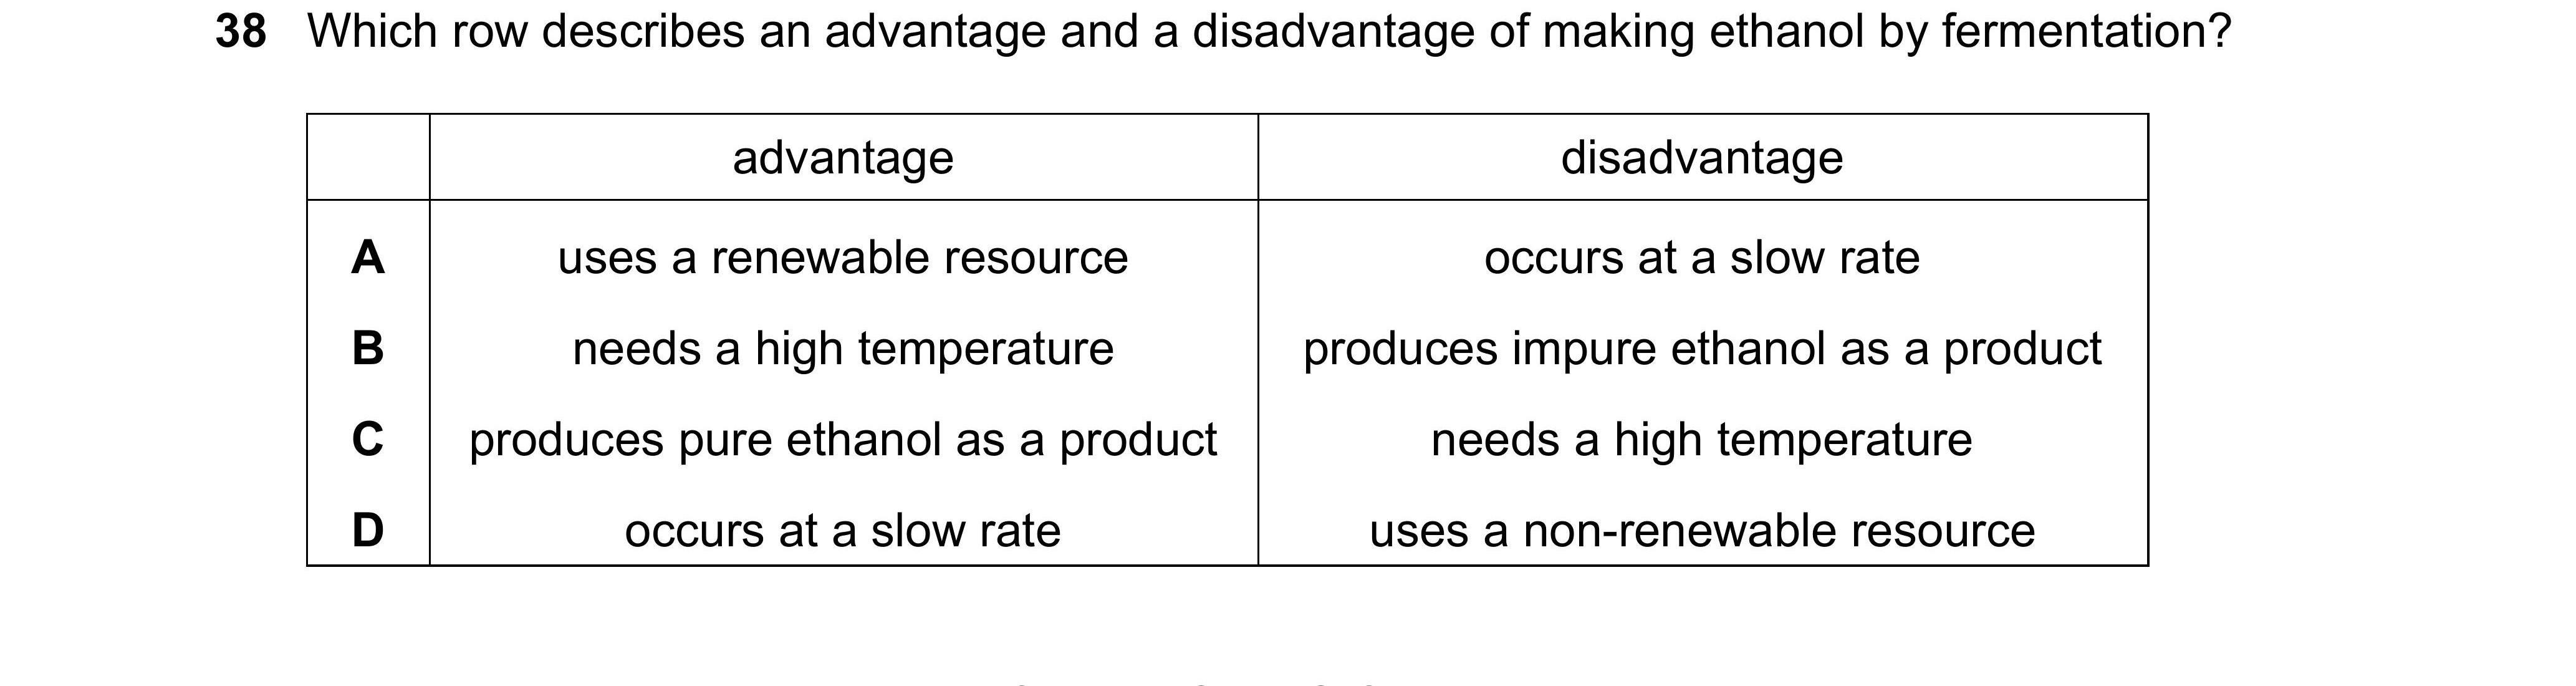 38 Which row describes an advantage and a disadvantage of making ethanol by fermentation?
advantage disadvantage
A uses a renewable resource occurs at a slow rate
B needs a high temperature produces impure ethanol as a product
C produces pure ethanol as a product needs a high temperature
D occurs at a slow rate uses a non-renewable resource